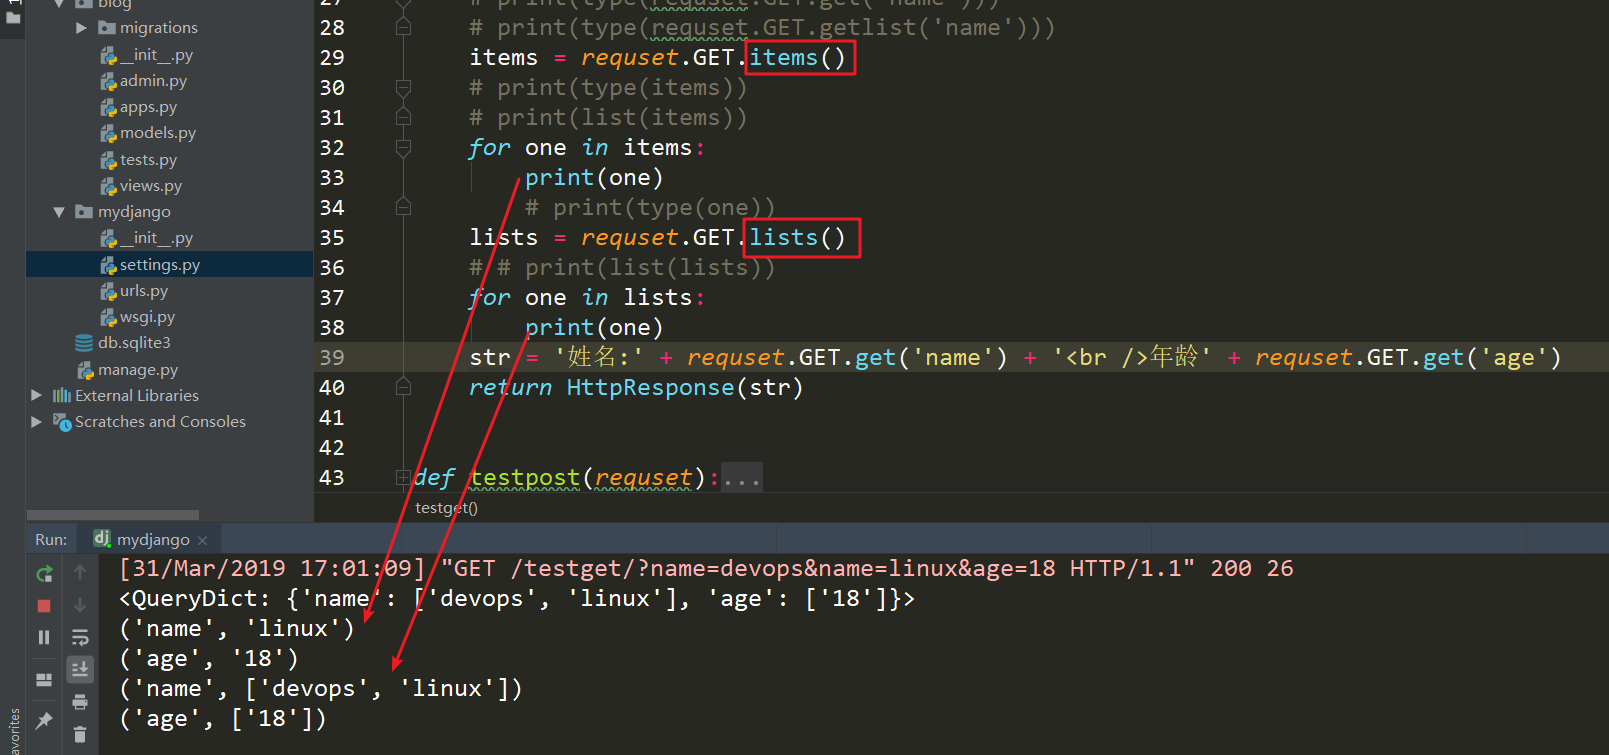 blog
migrations
__init__.py
admin.py
apps.py
models.py
tests.py
views.py
mydjango
__init__.py
settings.py
urls.py
wsgi.py
db.sqlite3
manage.py
External Libraries
Scratches and Consoles
27 # print(type(requset.GET.get('name')))
28 # print(type(requset.GET.getlist('name')))
29 items = requset.GET.items()
30 # print(type(items))
31 # print(list(items))
32 for one in items:
33 print(one)
34 # print(type(one))
35 lists = requset.GET.lists()
36 # # print(list(lists))
37 for one in lists:
38 print(one)
39 str = '姓名:' + requset.GET.get('name') + '<br />年龄' + requset.GET.get('age')
40 return HttpResponse(str)
41
42
43 def testpost(requset):...
testget()
Run: mydjango
[31/Mar/2019 17:01:09] "GET /testget/?name=devops&name=linux&age=18 HTTP/1.1" 200 26
<QueryDict: {'name': ['devops', 'linux'], 'age': ['18']}>
('name', 'linux')
('age', '18')
('name', ['devops', 'linux'])
('age', ['18'])
avorites